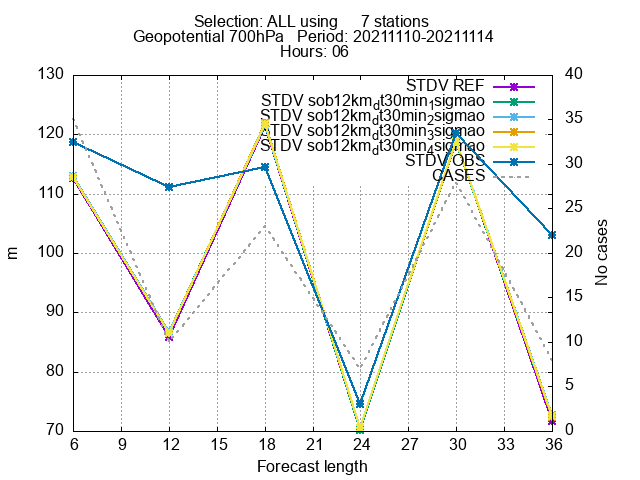 Selection: ALL using 7 stations
Geopotential 700hPa Period: 20211110-20211114
Hours: 06
STDV REF
STDV sob12km_dt30min_1sigmao
STDV sob12km_dt30min_2sigmao
STDV sob12km_dt30min_3sigmao
STDV sob12km_dt30min_4sigmao
STDV OBS
CASES
130
120
110
100
90
80
70
m
40
35
30
25
20
15
10
5
0
No cases
6 9 12 15 18 21 24 27 30 33 36
Forecast length